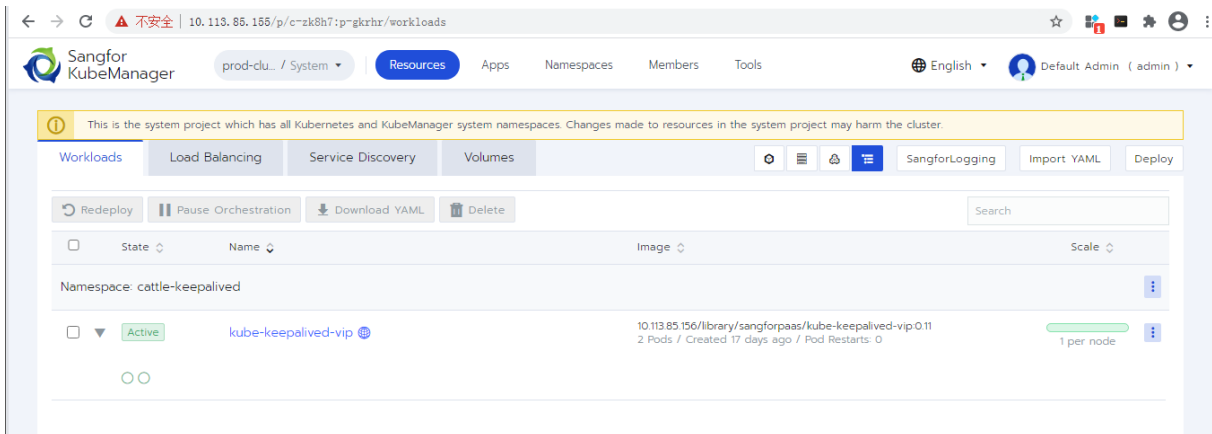 不安全 | 10.113.85.155/p/c-zk8h7:p-gkrhr/workloads
1
Sangfor
KubeManager
prod-clu... / System
Resources
Apps
Namespaces
Members
Tools
English
Default Admin ( admin )
This is the system project which has all Kubernetes and KubeManager system namespaces. Changes made to resources in the system project may harm the cluster.
Workloads
Load Balancing
Service Discovery
Volumes
SangforLogging
Import YAML
Deploy
Redeploy
Pause Orchestration
Download YAML
Delete
Search
State
Name
Image
Scale
Namespace: cattle-keepalived
Active
kube-keepalived-vip
10.113.85.156/library/sangforpaas/kube-keepalived-vip:0.11
2 Pods / Created 17 days ago / Pod Restarts: 0
1 per node